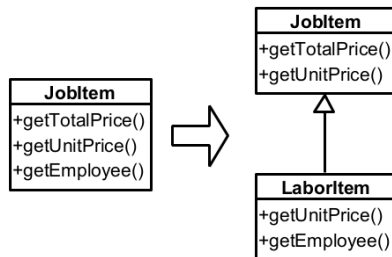 JobItem
+getTotalPrice()
+getUnitPrice()
+getEmployee()
JobItem
+getTotalPrice()
+getUnitPrice()
LaborItem
+getUnitPrice()
+getEmployee()